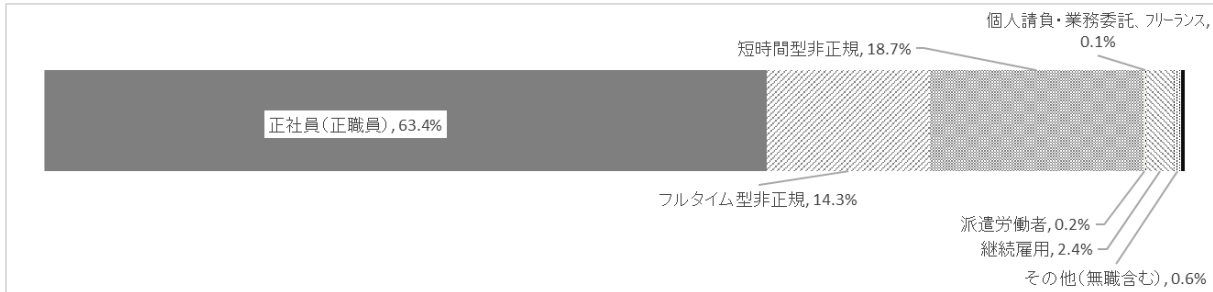 個人請負・業務委託、フリーランス,
0.1%
短時間型非正規, 18.7%
正社員(正職員), 63.4%
フルタイム型非正規, 14.3%
派遣労働者, 0.2%
継続雇用, 2.4%
その他(無職含む), 0.6%